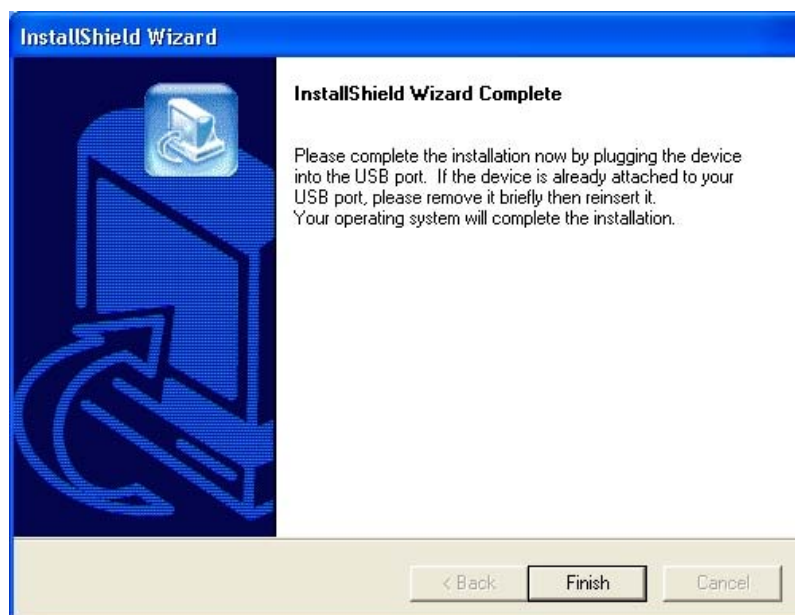 InstallShield Wizard
InstallShield Wizard Complete
Please complete the installation now by plugging the device
into the USB port.  If the device is already attached to your
USB port, please remove it briefly then reinsert it.
Your operating system will complete the installation.
< Back
Finish
Cancel